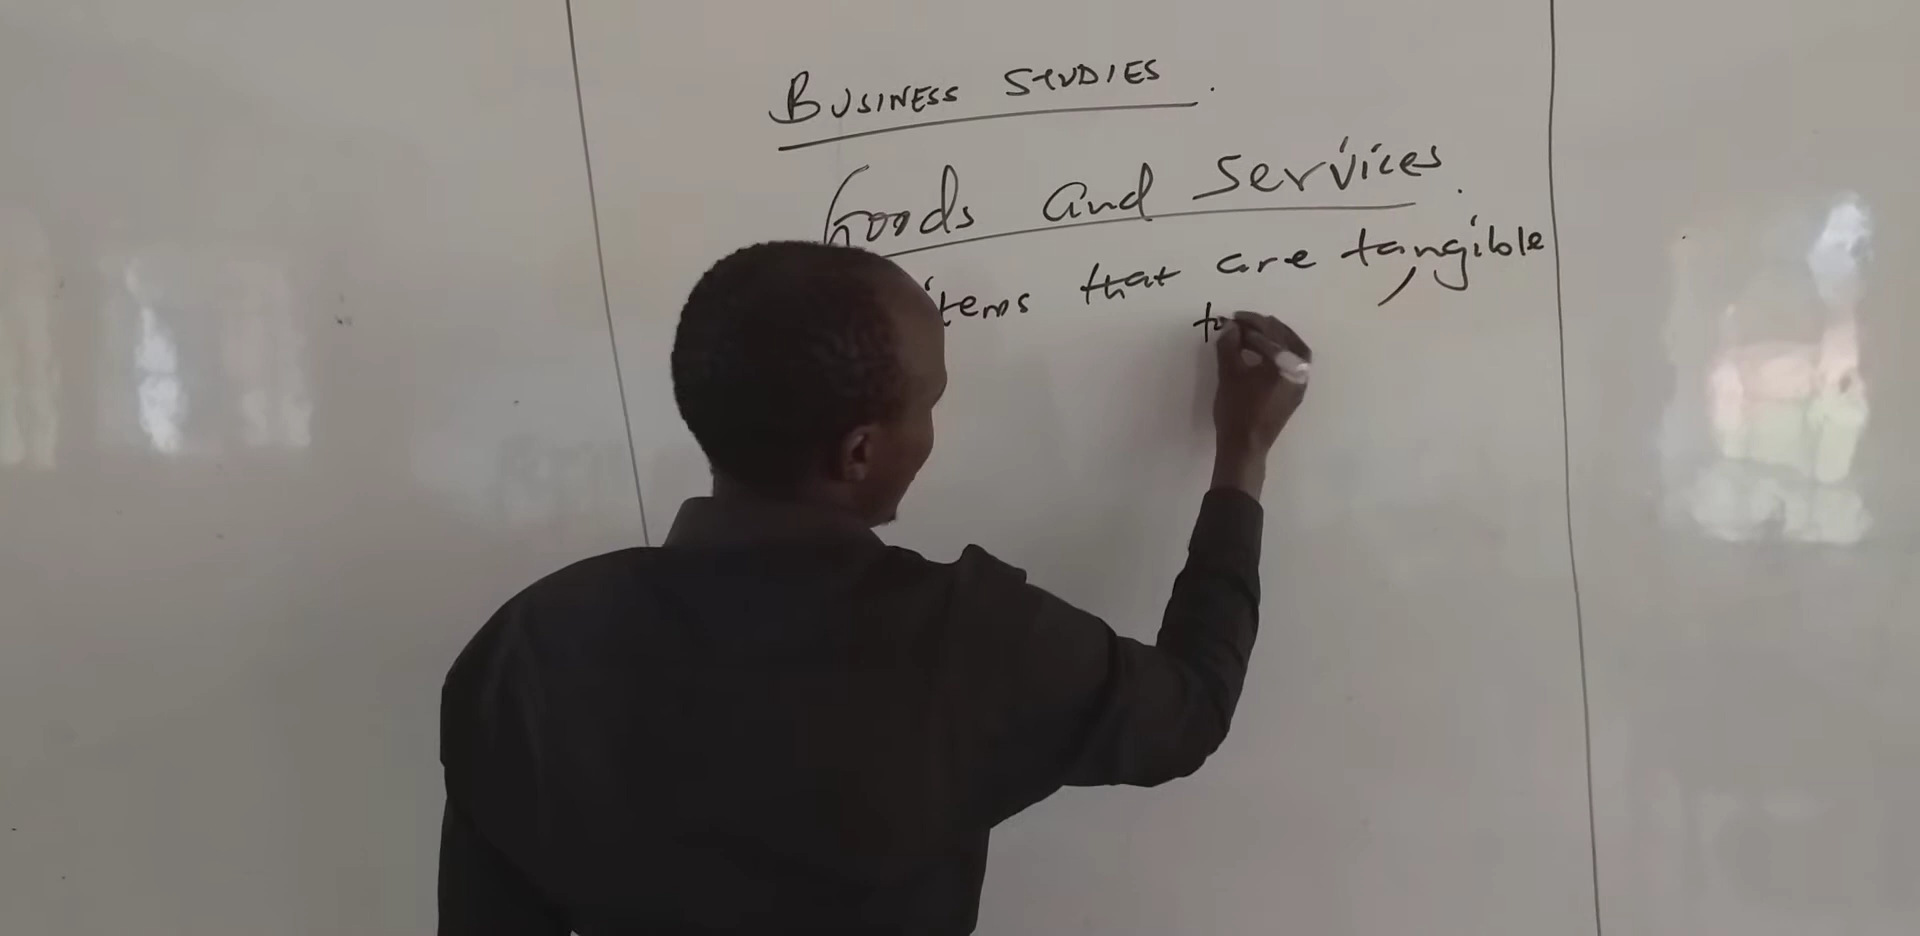 BUSINESS STUDIES.
Goods and Services.
items that are tangible